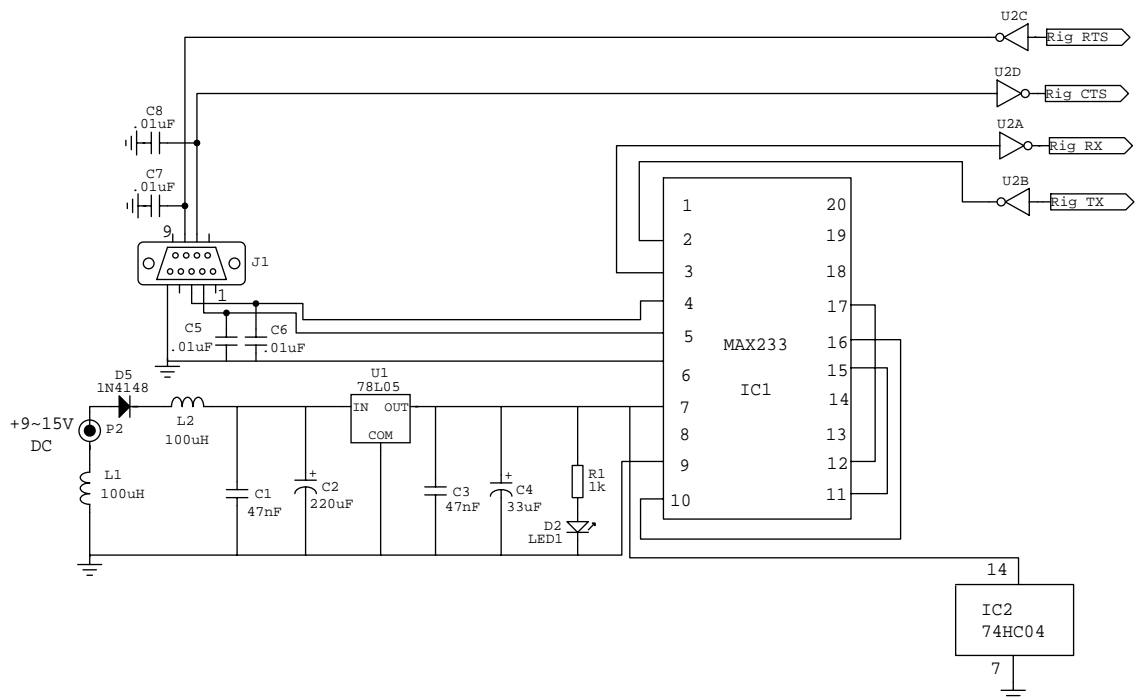 U2C
Rig RTS
U2D
Rig CTS
C8
.01uF
U2A
Rig RX
C7
.01uF
U2B
Rig TX
1
20
9
2
19
J1
3
18
1
4
17
C5
.01uF
C6
.01uF
5
16
MAX233
6
15
IC1
U1
78L05
D5
1N4148
IN
OUT
COM
7
14
+9~15V
DC
P2
L2
100uH
8
13
9
12
L1
100uH
C1
47nF
C2
+
220uF
C3
47nF
C4
+
33uF
R1
1k
10
11
D2
LED1
14
IC2
74HC04
7